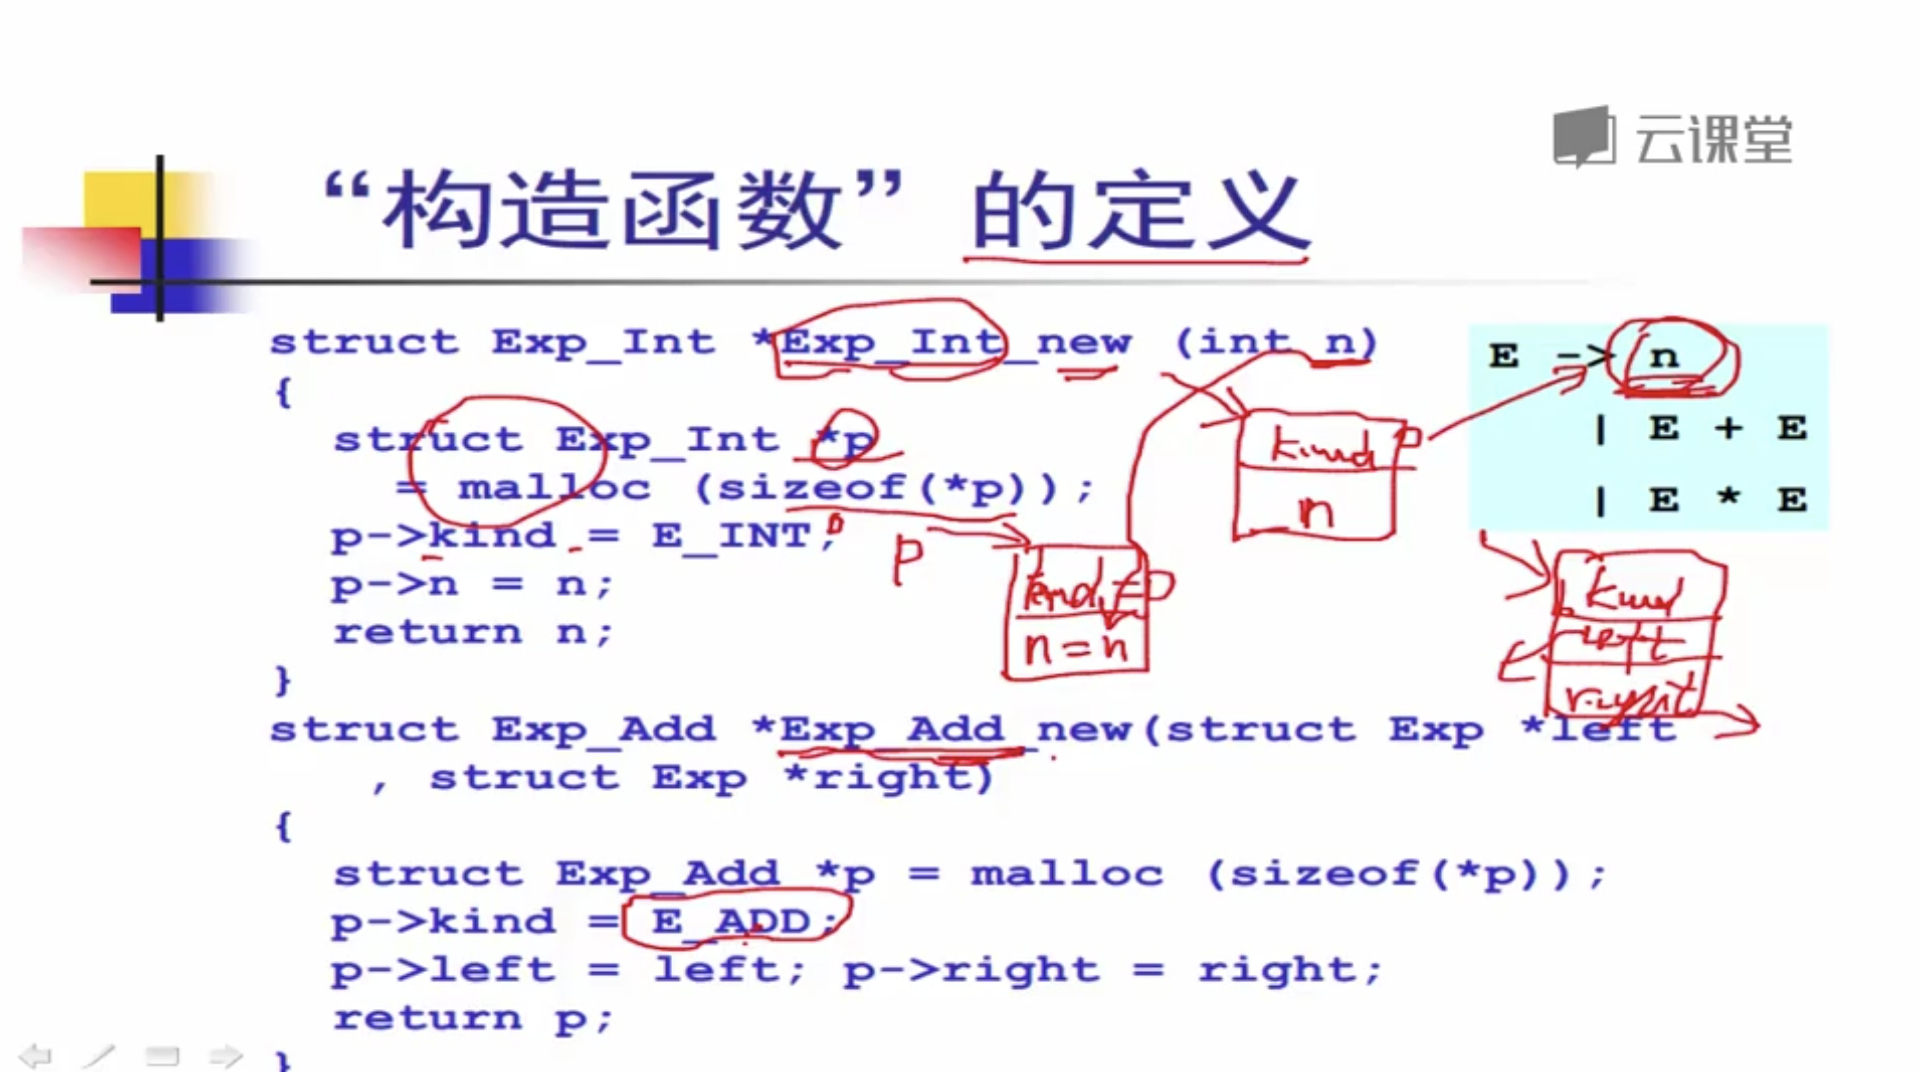 云课堂
“构造函数” 的定义
struct Exp_Int *Exp_Int_new (int n)
{
struct Exp_Int *p
= malloc (sizeof(*p));
p->kind = E_INT;
p->n = n;
return n;
}
struct Exp_Add *Exp_Add_new(struct Exp *left
, struct Exp *right)
{
struct Exp_Add *p = malloc (sizeof(*p));
p->kind = E_ADD;
p->left = left; p->right = right;
return p;
}
E -> n
| E + E
| E * E
kind
n
0
p
kind = 0
n = n
kind
left
right